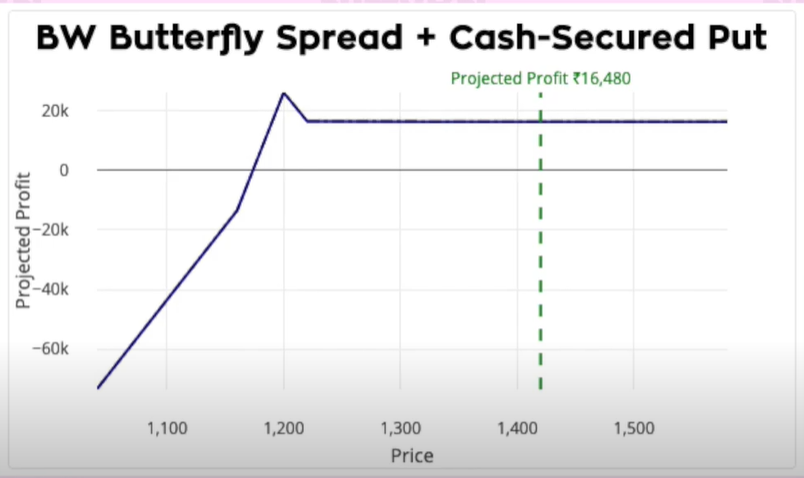 BW Butterfly Spread + Cash-Secured Put
Projected Profit ₹16,480
20k
0
−20k
−40k
−60k
Projected Profit
1,100 1,200 1,300 1,400 1,500
Price